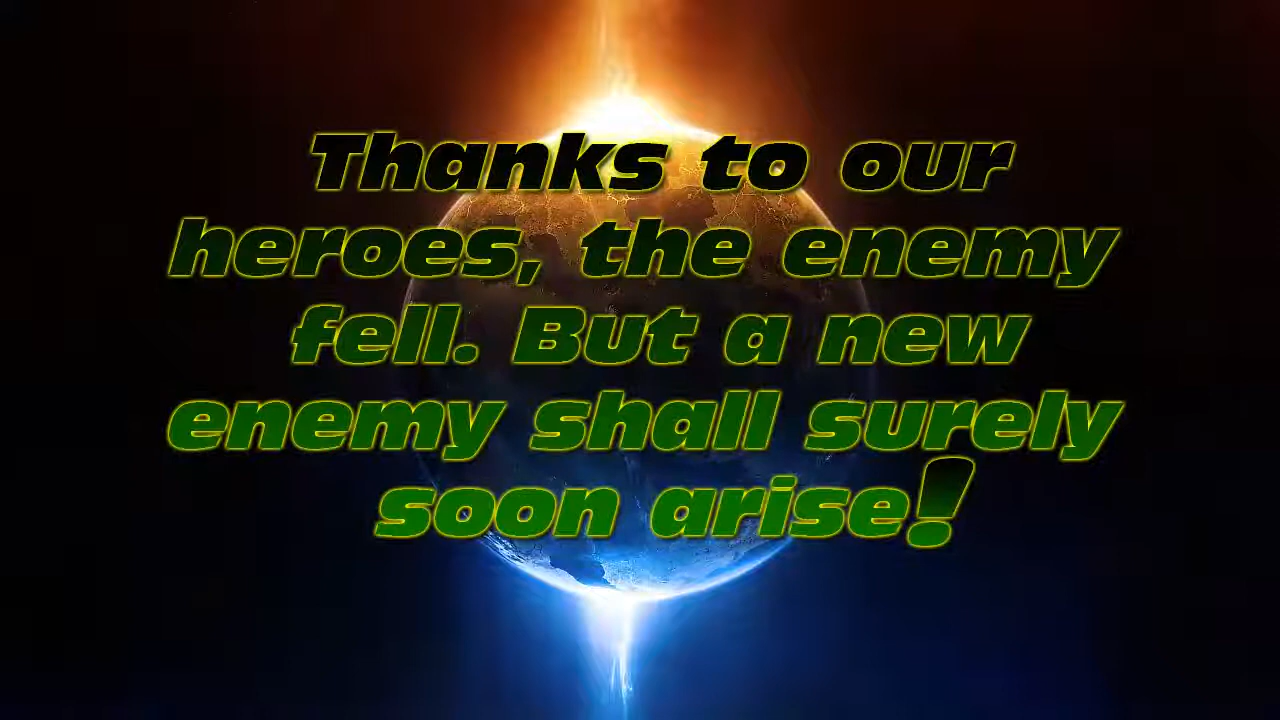 Thanks to our
heroes, the enemy
fell. But a new
enemy shall surely
soon arise!